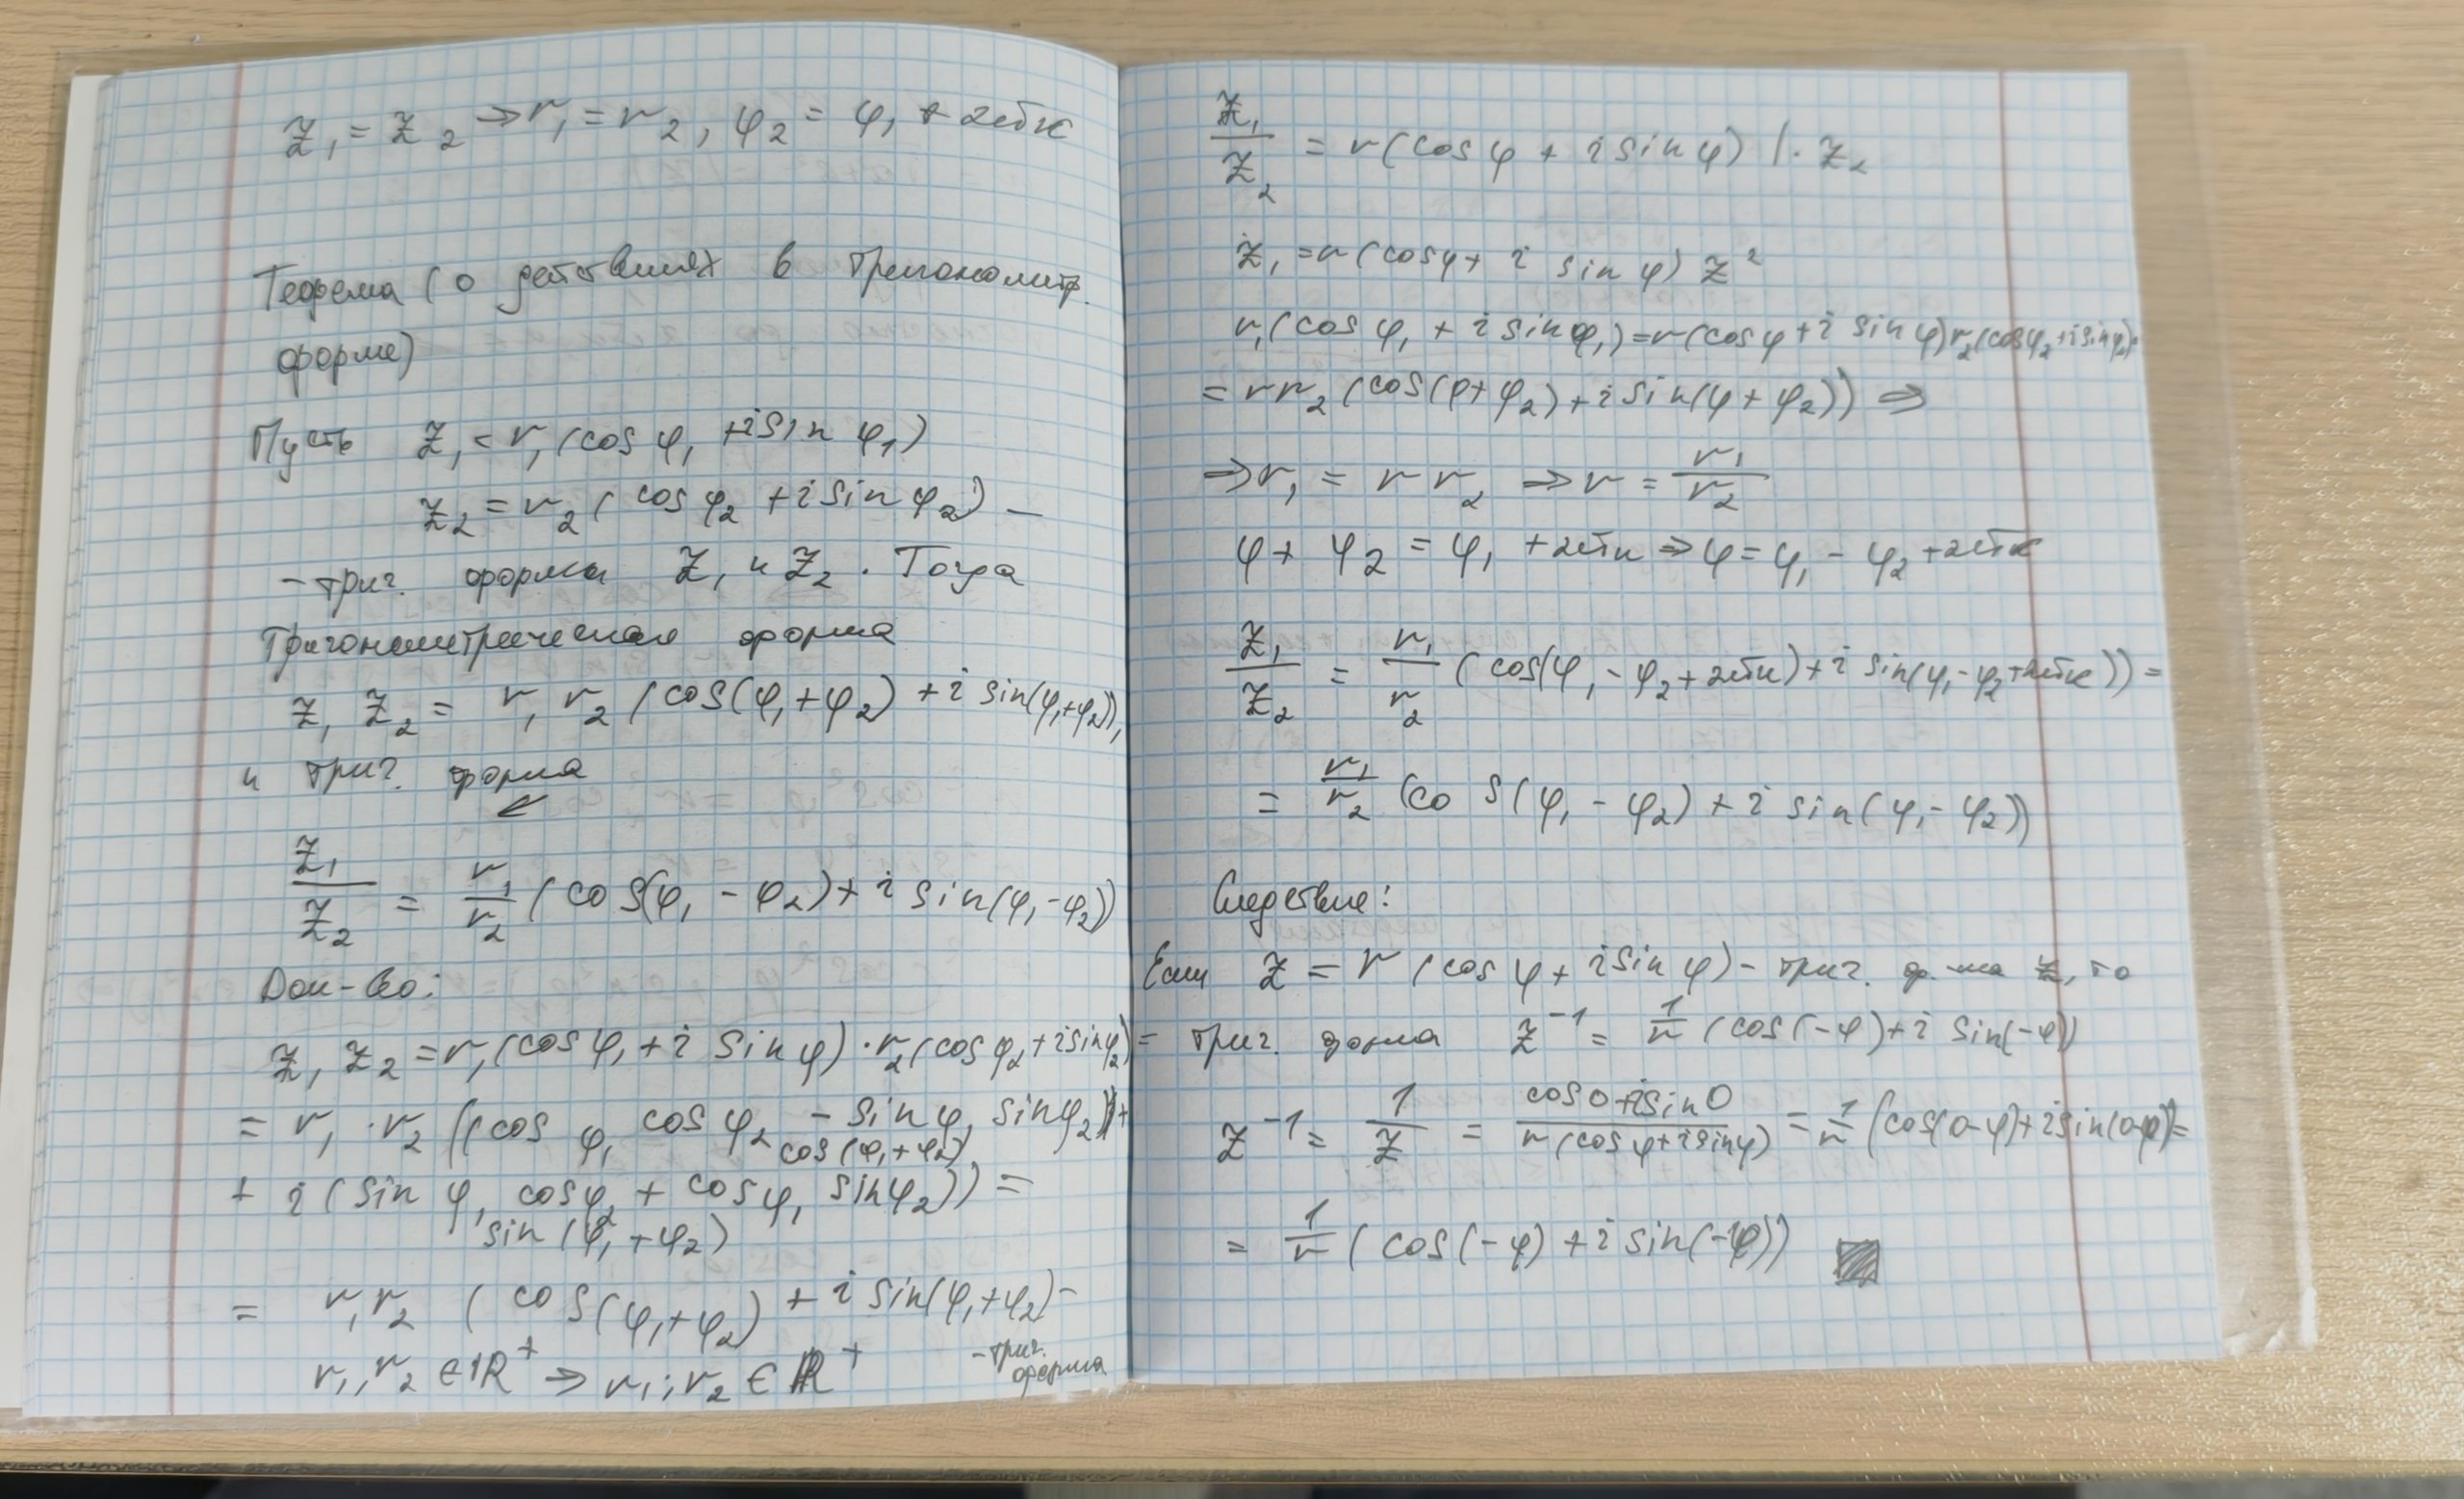 z₁ = z₂ ⇒ r₁ = r₂, φ₂ = φ₁ + 2πk
Теорема (о действиях в тригонометр.
форме)
Пусть z₁ = r₁(cos φ₁ + i sin φ₁)
z₂ = r₂(cos φ₂ + i sin φ₂) —
– триг. формы z₁ и z₂. Тогда
Тригонометрическая форма
z₁ z₂ = r₁ r₂ (cos(φ₁ + φ₂) + i sin(φ₁+φ₂)),
и триг. форма
z₁/z₂ = r₁/r₂ (cos(φ₁ - φ₂) + i sin(φ₁ - φ₂))
Док-во:
z₁ z₂ = r₁(cos φ₁ + i sin φ) · r₂(cos φ₂ + i sin φ₂) =
= r₁ · r₂ ((cos φ₁ cos φ₂ - sin φ₁ sin φ₂) +
cos(φ₁+φ₂)
+ i(sin φ₁ cos φ₂ + cos φ₁ sin φ₂)) =
sin(φ₁+φ₂)
= r₁r₂ (cos(φ₁+φ₂) + i sin(φ₁+φ₂) –
– триг. форма
r₁, r₂ ∈ ℝ⁺ ⇒ r₁; r₂ ∈ ℝ⁺
z₁/z₂ = r(cos φ + i sin φ) | · z₂
z₁ = r(cos φ + i sin φ) z²
r₁(cos φ₁ + i sin φ₁) = r(cos φ + i sin φ) r₂(cos φ₂ + i sin φ₂) =
= r r₂ (cos(φ + φ₂) + i sin(φ + φ₂)) ⇒
⇒ r₁ = r r₂ ⇒ r = r₁/r₂
φ + φ₂ = φ₁ + 2πk ⇒ φ = φ₁ - φ₂ + 2πk
z₁/z₂ = r₁/r₂ (cos(φ₁ - φ₂ + 2πk) + i sin(φ₁ - φ₂ + 2πk)) =
= r₁/r₂ (cos(φ₁ - φ₂) + i sin(φ₁ - φ₂))
Следствие:
Если z = r (cos φ + i sin φ) – триг. ф-ма z, то
триг. форма z⁻¹ = 1/r (cos(-φ) + i sin(-φ))
z⁻¹ = 1/z = (cos 0 + i sin 0)/(r(cos φ + i sin φ)) = 1/r (cos(0-φ) + i sin(0-φ)) =
= 1/r (cos(-φ) + i sin(-φ))